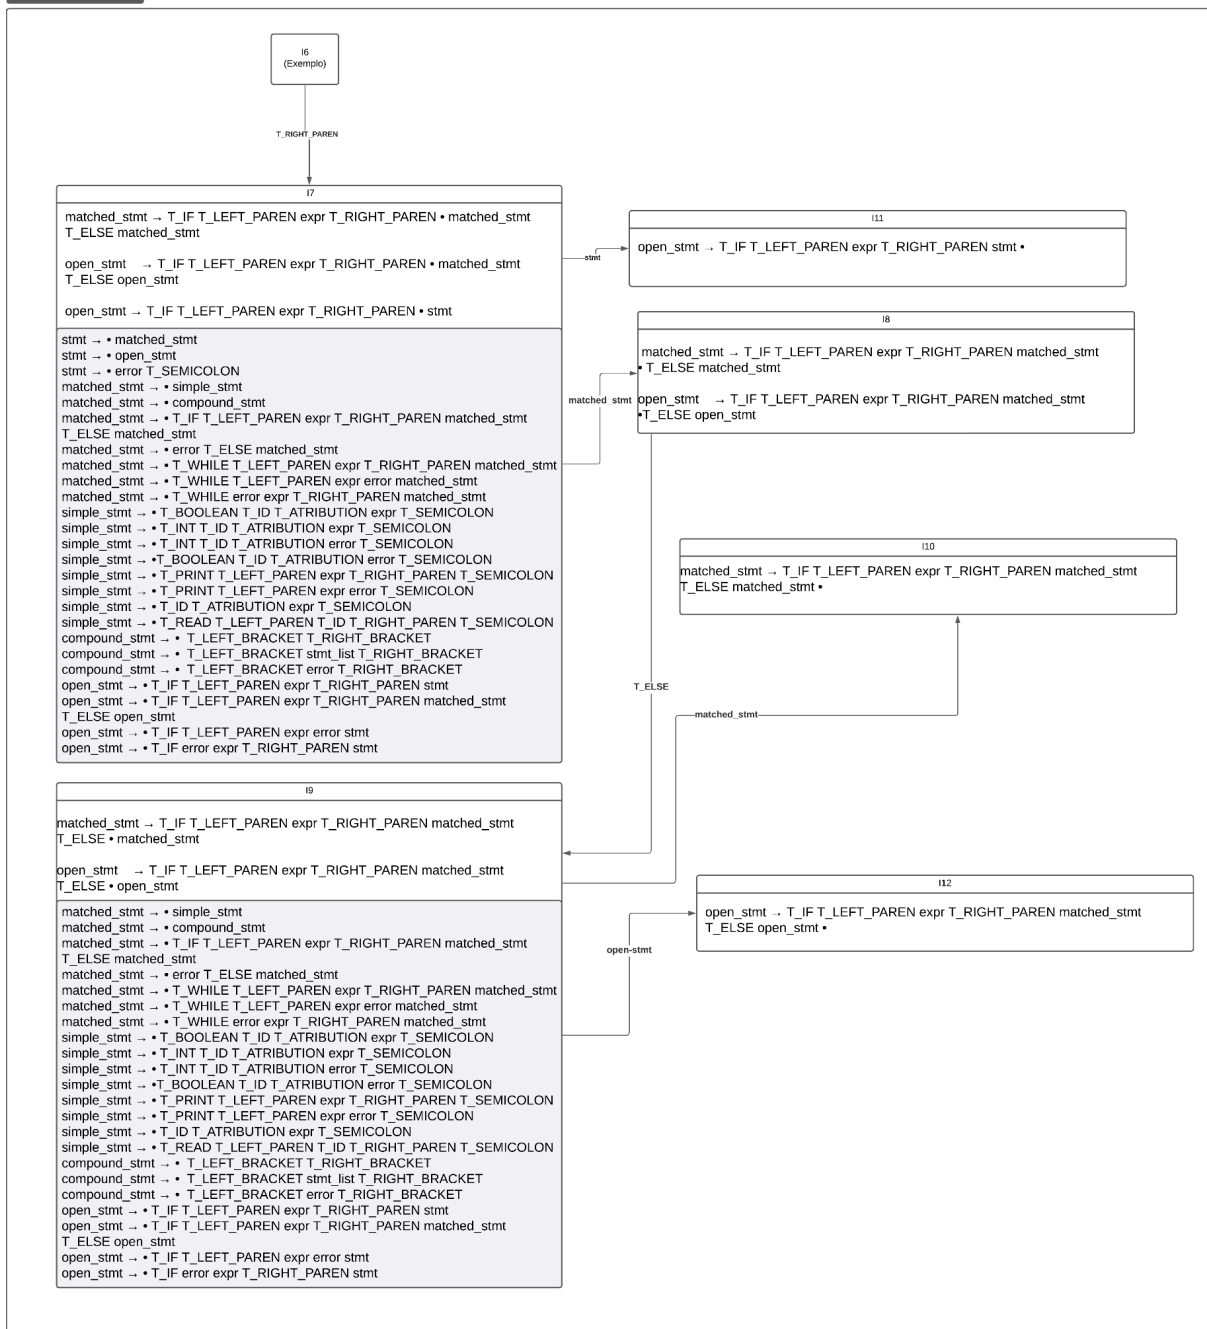 I6
(Exemplo)
T_RIGHT_PAREN
I7
matched_stmt → T_IF T_LEFT_PAREN expr T_RIGHT_PAREN • matched_stmt
T_ELSE matched_stmt
open_stmt → T_IF T_LEFT_PAREN expr T_RIGHT_PAREN • matched_stmt
T_ELSE open_stmt
open_stmt → T_IF T_LEFT_PAREN expr T_RIGHT_PAREN • stmt
stmt → • matched_stmt
stmt → • open_stmt
stmt → • error T_SEMICOLON
matched_stmt → • simple_stmt
matched_stmt → • compound_stmt
matched_stmt → • T_IF T_LEFT_PAREN expr T_RIGHT_PAREN matched_stmt
T_ELSE matched_stmt
matched_stmt → • error T_ELSE matched_stmt
matched_stmt → • T_WHILE T_LEFT_PAREN expr T_RIGHT_PAREN matched_stmt
matched_stmt → • T_WHILE T_LEFT_PAREN expr error matched_stmt
matched_stmt → • T_WHILE error expr T_RIGHT_PAREN matched_stmt
simple_stmt → • T_BOOLEAN T_ID T_ATRIBUTION expr T_SEMICOLON
simple_stmt → • T_INT T_ID T_ATRIBUTION expr T_SEMICOLON
simple_stmt → • T_INT T_ID T_ATRIBUTION error T_SEMICOLON
simple_stmt → •T_BOOLEAN T_ID T_ATRIBUTION error T_SEMICOLON
simple_stmt → • T_PRINT T_LEFT_PAREN expr T_RIGHT_PAREN T_SEMICOLON
simple_stmt → • T_PRINT T_LEFT_PAREN expr error T_SEMICOLON
simple_stmt → • T_ID T_ATRIBUTION expr T_SEMICOLON
simple_stmt → • T_READ T_LEFT_PAREN T_ID T_RIGHT_PAREN T_SEMICOLON
compound_stmt → • T_LEFT_BRACKET T_RIGHT_BRACKET
compound_stmt → • T_LEFT_BRACKET stmt_list T_RIGHT_BRACKET
compound_stmt → • T_LEFT_BRACKET error T_RIGHT_BRACKET
open_stmt → • T_IF T_LEFT_PAREN expr T_RIGHT_PAREN stmt
open_stmt → • T_IF T_LEFT_PAREN expr T_RIGHT_PAREN matched_stmt
T_ELSE open_stmt
open_stmt → • T_IF T_LEFT_PAREN expr error stmt
open_stmt → • T_IF error expr T_RIGHT_PAREN stmt
stmt
I11
open_stmt → T_IF T_LEFT_PAREN expr T_RIGHT_PAREN stmt •
matched_stmt
I8
matched_stmt → T_IF T_LEFT_PAREN expr T_RIGHT_PAREN matched_stmt
• T_ELSE matched_stmt
open_stmt → T_IF T_LEFT_PAREN expr T_RIGHT_PAREN matched_stmt
•T_ELSE open_stmt
I10
matched_stmt → T_IF T_LEFT_PAREN expr T_RIGHT_PAREN matched_stmt
T_ELSE matched_stmt •
T_ELSE
matched_stmt
I9
matched_stmt → T_IF T_LEFT_PAREN expr T_RIGHT_PAREN matched_stmt
T_ELSE • matched_stmt
open_stmt → T_IF T_LEFT_PAREN expr T_RIGHT_PAREN matched_stmt
T_ELSE • open_stmt
matched_stmt → • simple_stmt
matched_stmt → • compound_stmt
matched_stmt → • T_IF T_LEFT_PAREN expr T_RIGHT_PAREN matched_stmt
T_ELSE matched_stmt
matched_stmt → • error T_ELSE matched_stmt
matched_stmt → • T_WHILE T_LEFT_PAREN expr T_RIGHT_PAREN matched_stmt
matched_stmt → • T_WHILE T_LEFT_PAREN expr error matched_stmt
matched_stmt → • T_WHILE error expr T_RIGHT_PAREN matched_stmt
simple_stmt → • T_BOOLEAN T_ID T_ATRIBUTION expr T_SEMICOLON
simple_stmt → • T_INT T_ID T_ATRIBUTION expr T_SEMICOLON
simple_stmt → • T_INT T_ID T_ATRIBUTION error T_SEMICOLON
simple_stmt → •T_BOOLEAN T_ID T_ATRIBUTION error T_SEMICOLON
simple_stmt → • T_PRINT T_LEFT_PAREN expr T_RIGHT_PAREN T_SEMICOLON
simple_stmt → • T_PRINT T_LEFT_PAREN expr error T_SEMICOLON
simple_stmt → • T_ID T_ATRIBUTION expr T_SEMICOLON
simple_stmt → • T_READ T_LEFT_PAREN T_ID T_RIGHT_PAREN T_SEMICOLON
compound_stmt → • T_LEFT_BRACKET T_RIGHT_BRACKET
compound_stmt → • T_LEFT_BRACKET stmt_list T_RIGHT_BRACKET
compound_stmt → • T_LEFT_BRACKET error T_RIGHT_BRACKET
open_stmt → • T_IF T_LEFT_PAREN expr T_RIGHT_PAREN stmt
open_stmt → • T_IF T_LEFT_PAREN expr T_RIGHT_PAREN matched_stmt
T_ELSE open_stmt
open_stmt → • T_IF T_LEFT_PAREN expr error stmt
open_stmt → • T_IF error expr T_RIGHT_PAREN stmt
open-stmt
I12
open_stmt → T_IF T_LEFT_PAREN expr T_RIGHT_PAREN matched_stmt
T_ELSE open_stmt •